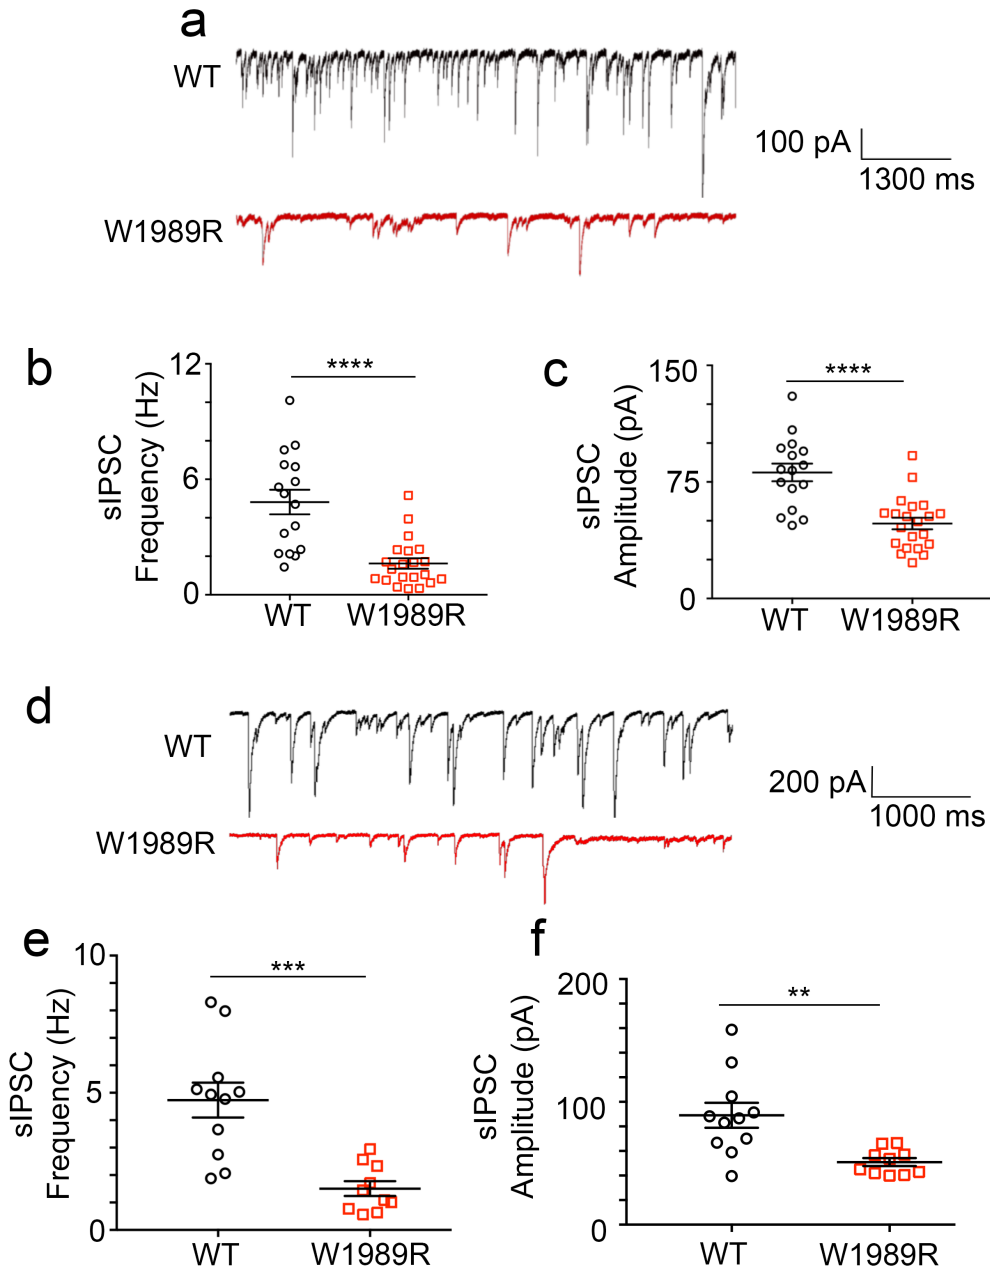 a
WT
100 pA
1300 ms
W1989R
b
sIPSC
Frequency (Hz)
12
6
0
****
WT
W1989R
c
sIPSC
Amplitude (pA)
150
75
0
****
WT
W1989R
d
WT
200 pA
1000 ms
W1989R
e
sIPSC
Frequency (Hz)
10
5
0
***
WT
W1989R
f
sIPSC
Amplitude (pA)
200
100
0
**
WT
W1989R